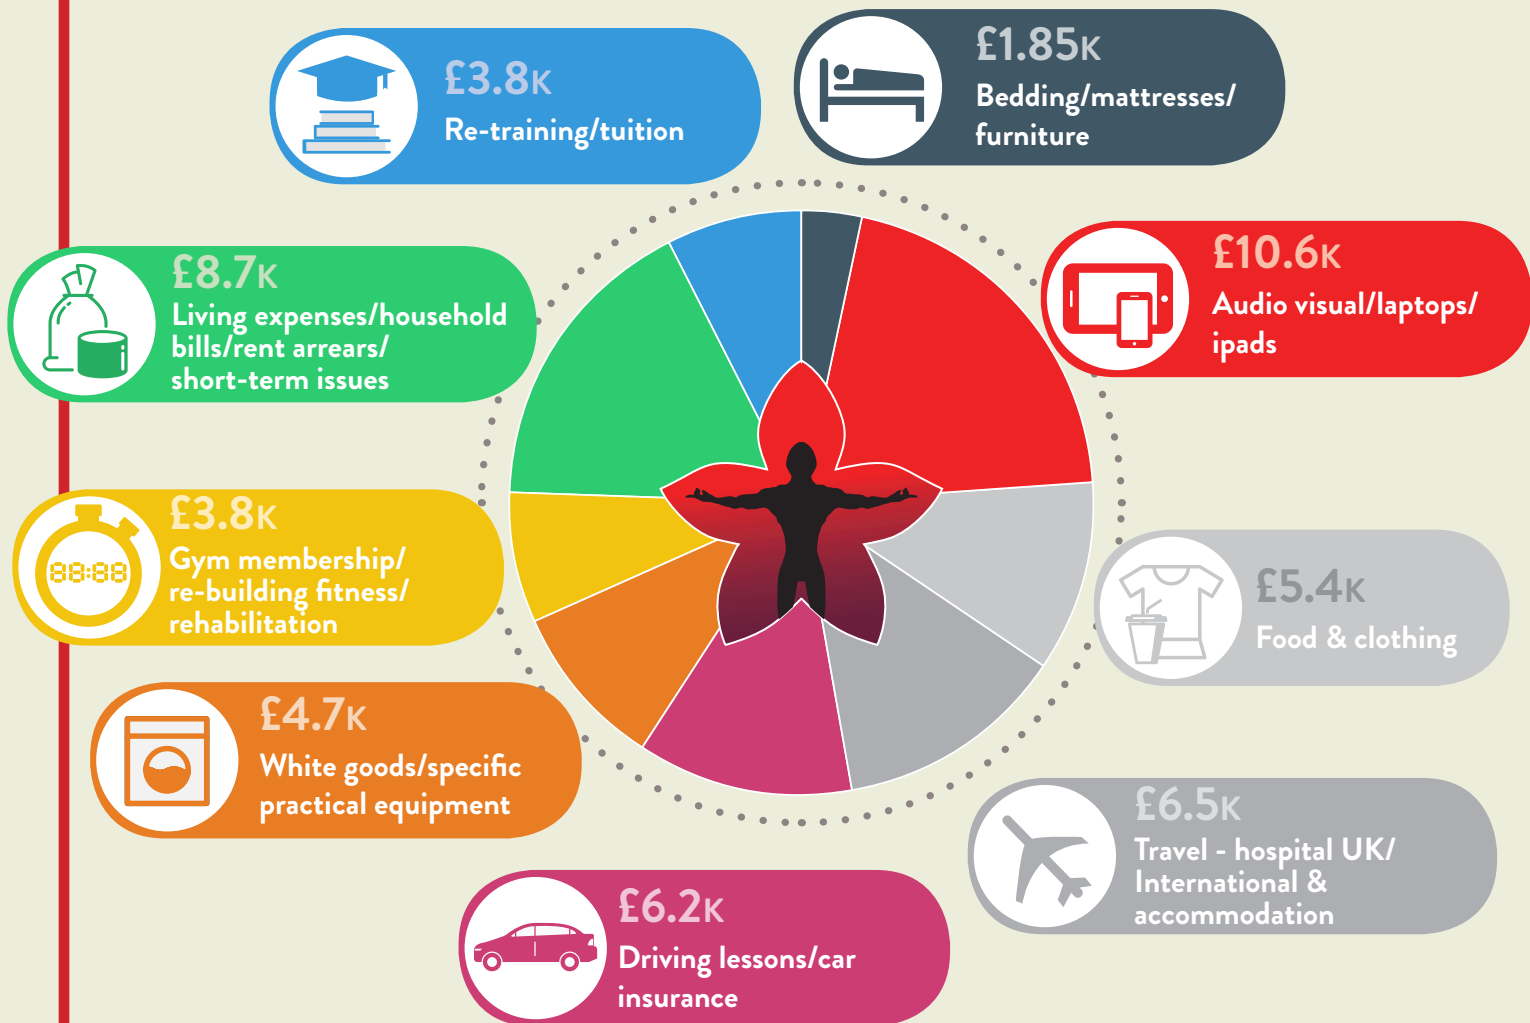 £3.8K
Re-training/tuition
£1.85K
Bedding/mattresses/
furniture
£8.7K
Living expenses/household
bills/rent arrears/
short-term issues
£10.6K
Audio visual/laptops/
ipads
£3.8K
Gym membership/
re-building fitness/
rehabilitation
00:00
£5.4K
Food & clothing
£4.7K
White goods/specific
practical equipment
£6.5K
Travel - hospital UK/
International &
accommodation
£6.2K
Driving lessons/car
insurance